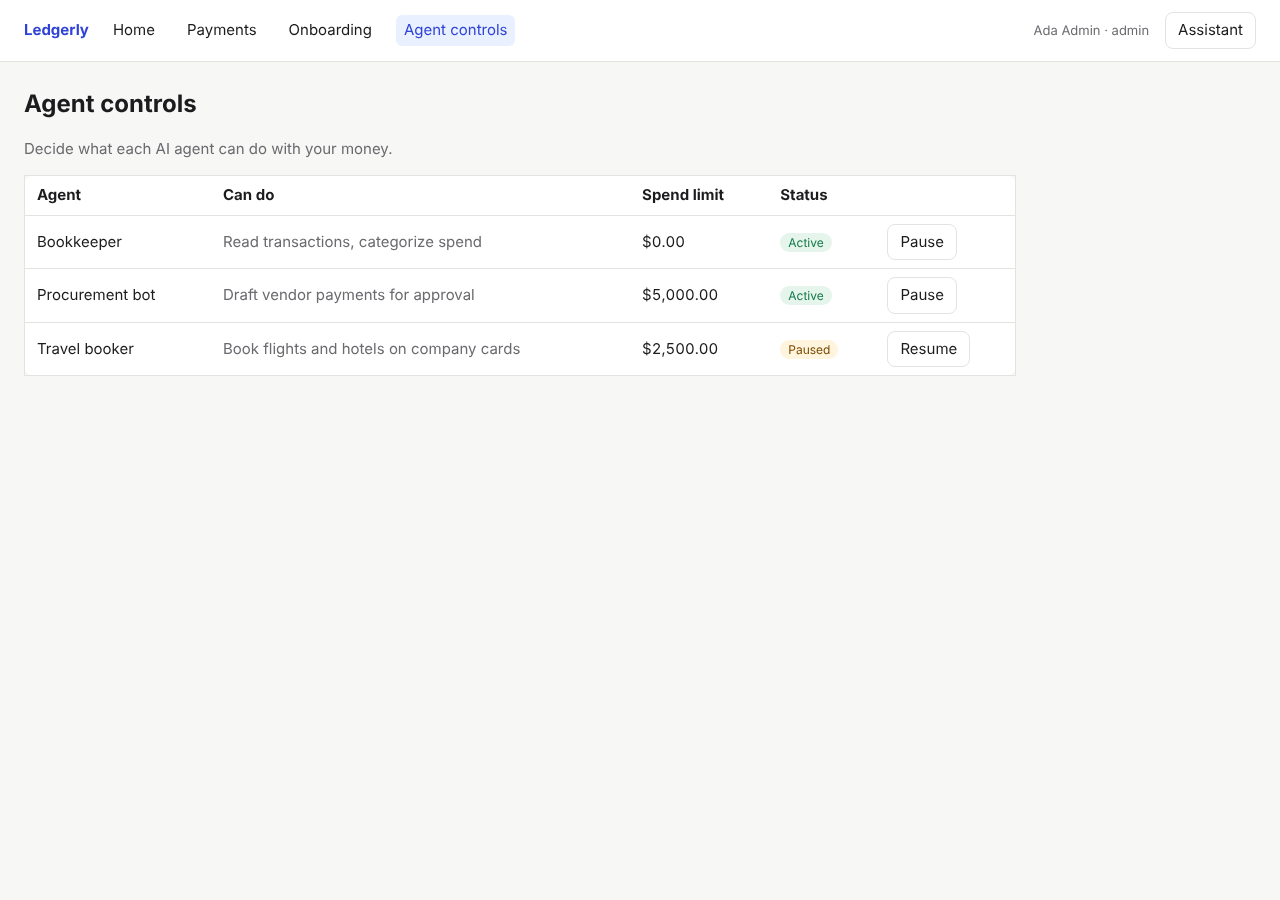 Ledgerly Home Payments Onboarding Agent controls Ada Admin · admin Assistant
Agent controls
Decide what each AI agent can do with your money.
Agent Can do Spend limit Status
Bookkeeper Read transactions, categorize spend $0.00 Active Pause
Procurement bot Draft vendor payments for approval $5,000.00 Active Pause
Travel booker Book flights and hotels on company cards $2,500.00 Paused Resume